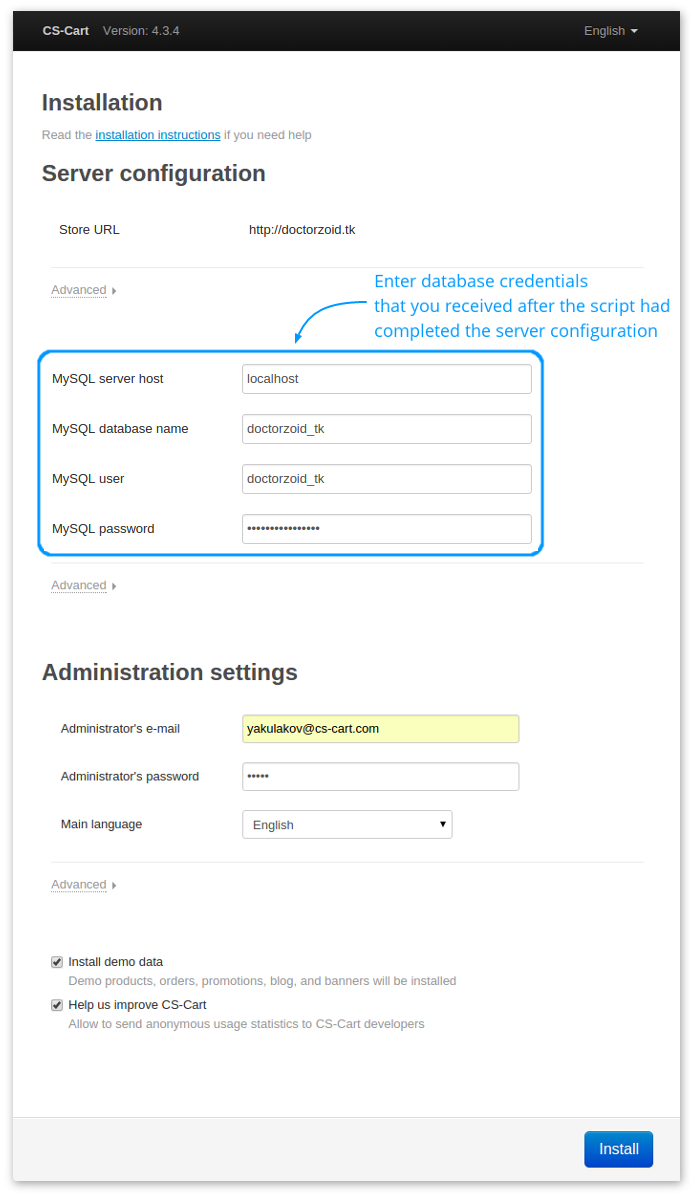 CS-Cart Version: 4.3.4 English
Installation
Read the installation instructions if you need help
Server configuration
Store URL http://doctorzoid.tk
Advanced
Enter database credentials
that you received after the script had
completed the server configuration
MySQL server host localhost
MySQL database name doctorzoid_tk
MySQL user doctorzoid_tk
MySQL password ••••••••••••••••
Advanced
Administration settings
Administrator's e-mail yakulakov@cs-cart.com
Administrator's password •••••
Main language English
Advanced
Install demo data
Demo products, orders, promotions, blog, and banners will be installed
Help us improve CS-Cart
Allow to send anonymous usage statistics to CS-Cart developers
Install